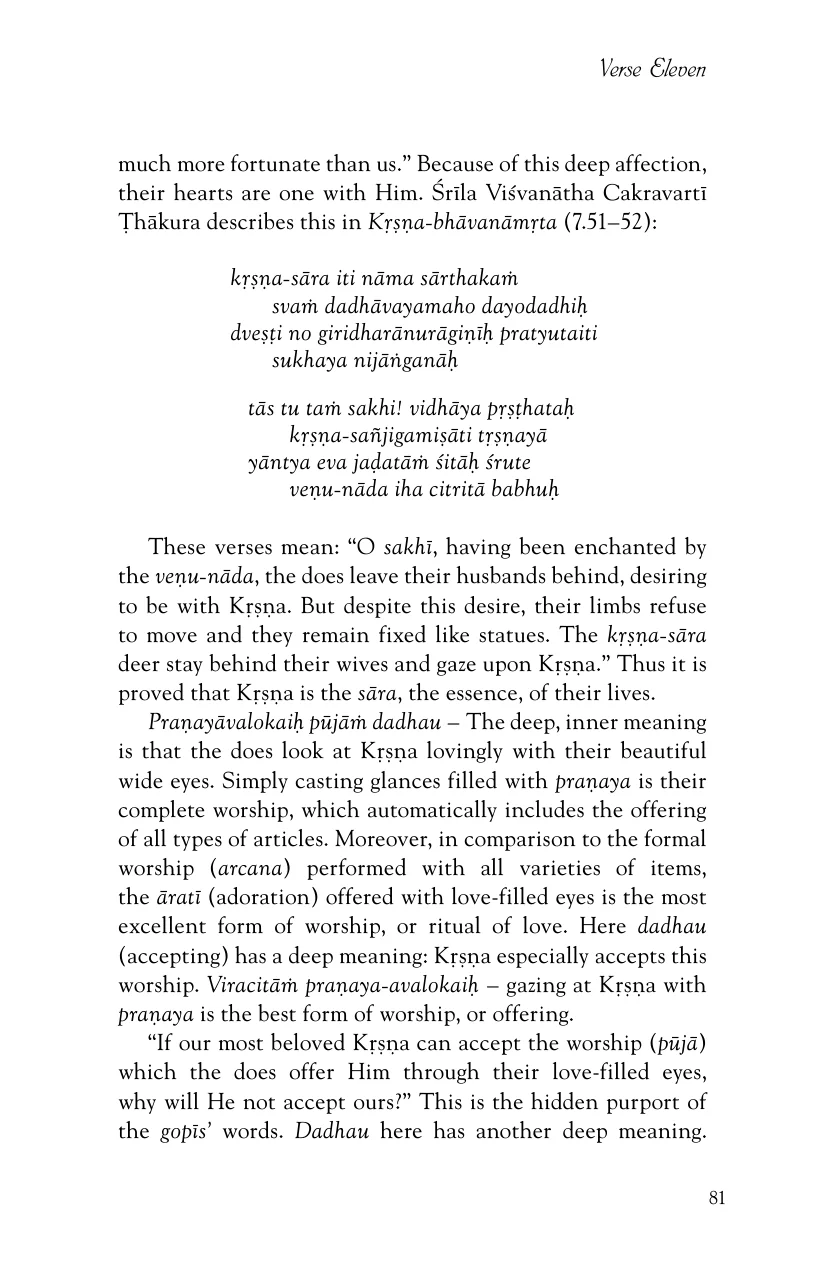 Verse Eleven
much more fortunate than us.” Because of this deep affection,
their hearts are one with Him. Śrīla Viśvanātha Cakravartī
Ṭhākura describes this in Kṛṣṇa-bhāvanāmṛta (7.51–52):
kṛṣṇa-sāra iti nāma sārthakaṁ
svaṁ dadhāvayamaho dayodadhiḥ
dveṣṭi no giridharānurāgiṇīḥ pratyutaiti
sukhaya nijāṅganāḥ
tās tu taṁ sakhi! vidhāya pṛṣṭhataḥ
kṛṣṇa-sañjigamiṣāti tṛṣṇayā
yāntya eva jaḍatāṁ śitāḥ śrute
veṇu-nāda iha citritā babhuḥ
These verses mean: “O sakhī, having been enchanted by
the veṇu-nāda, the does leave their husbands behind, desiring
to be with Kṛṣṇa. But despite this desire, their limbs refuse
to move and they remain fixed like statues. The kṛṣṇa-sāra
deer stay behind their wives and gaze upon Kṛṣṇa.” Thus it is
proved that Kṛṣṇa is the sāra, the essence, of their lives.
Praṇayāvalokaiḥ pūjāṁ dadhau – The deep, inner meaning
is that the does look at Kṛṣṇa lovingly with their beautiful
wide eyes. Simply casting glances filled with praṇaya is their
complete worship, which automatically includes the offering
of all types of articles. Moreover, in comparison to the formal
worship (arcana) performed with all varieties of items,
the āratī (adoration) offered with love-filled eyes is the most
excellent form of worship, or ritual of love. Here dadhau
(accepting) has a deep meaning: Kṛṣṇa especially accepts this
worship. Viracitāṁ praṇaya-avalokaiḥ – gazing at Kṛṣṇa with
praṇaya is the best form of worship, or offering.
“If our most beloved Kṛṣṇa can accept the worship (pūjā)
which the does offer Him through their love-filled eyes,
why will He not accept ours?” This is the hidden purport of
the gopīs’ words. Dadhau here has another deep meaning.
81